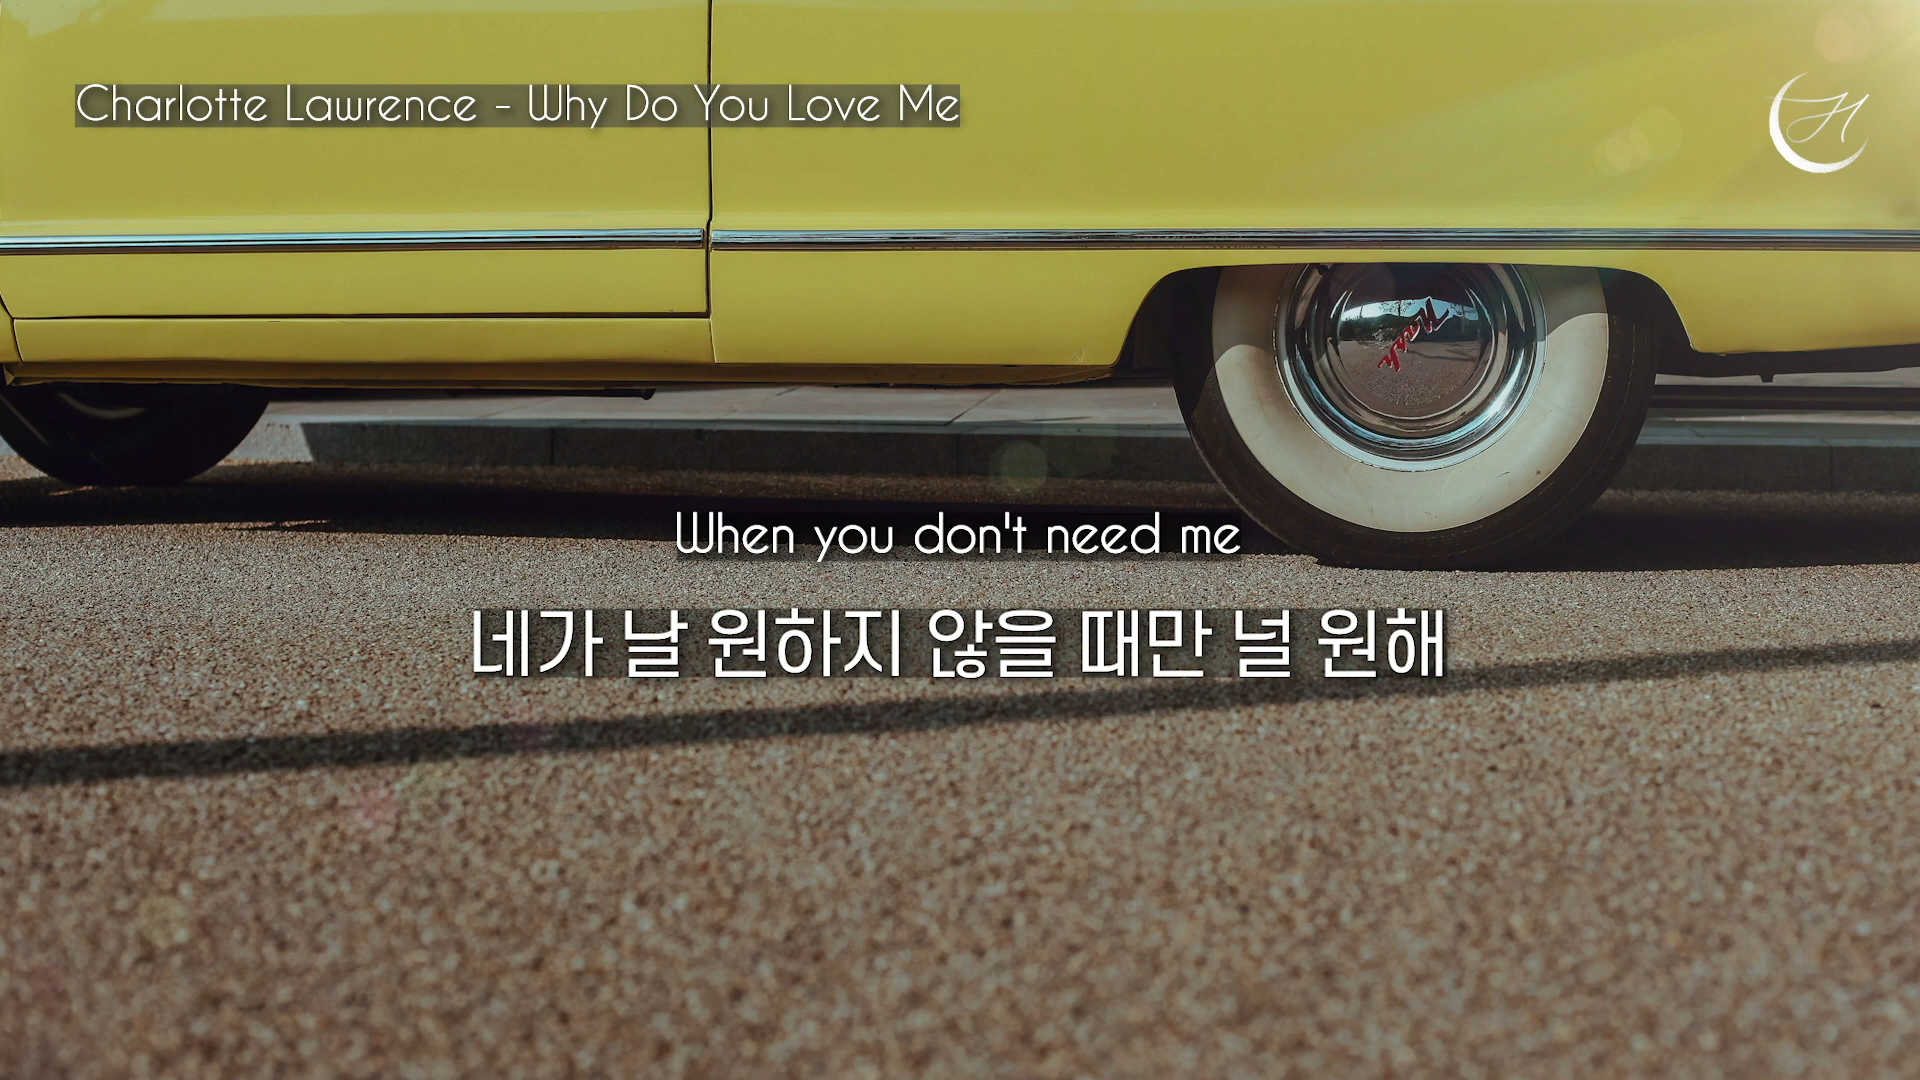 Charlotte Lawrence - Why Do You Love Me
H
Nash
When you don't need me
네가 날 원하지 않을 때만 널 원해